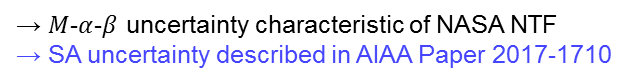 → M-α-β uncertainty characteristic of NASA NTF
→ SA uncertainty described in AIAA Paper 2017-1710